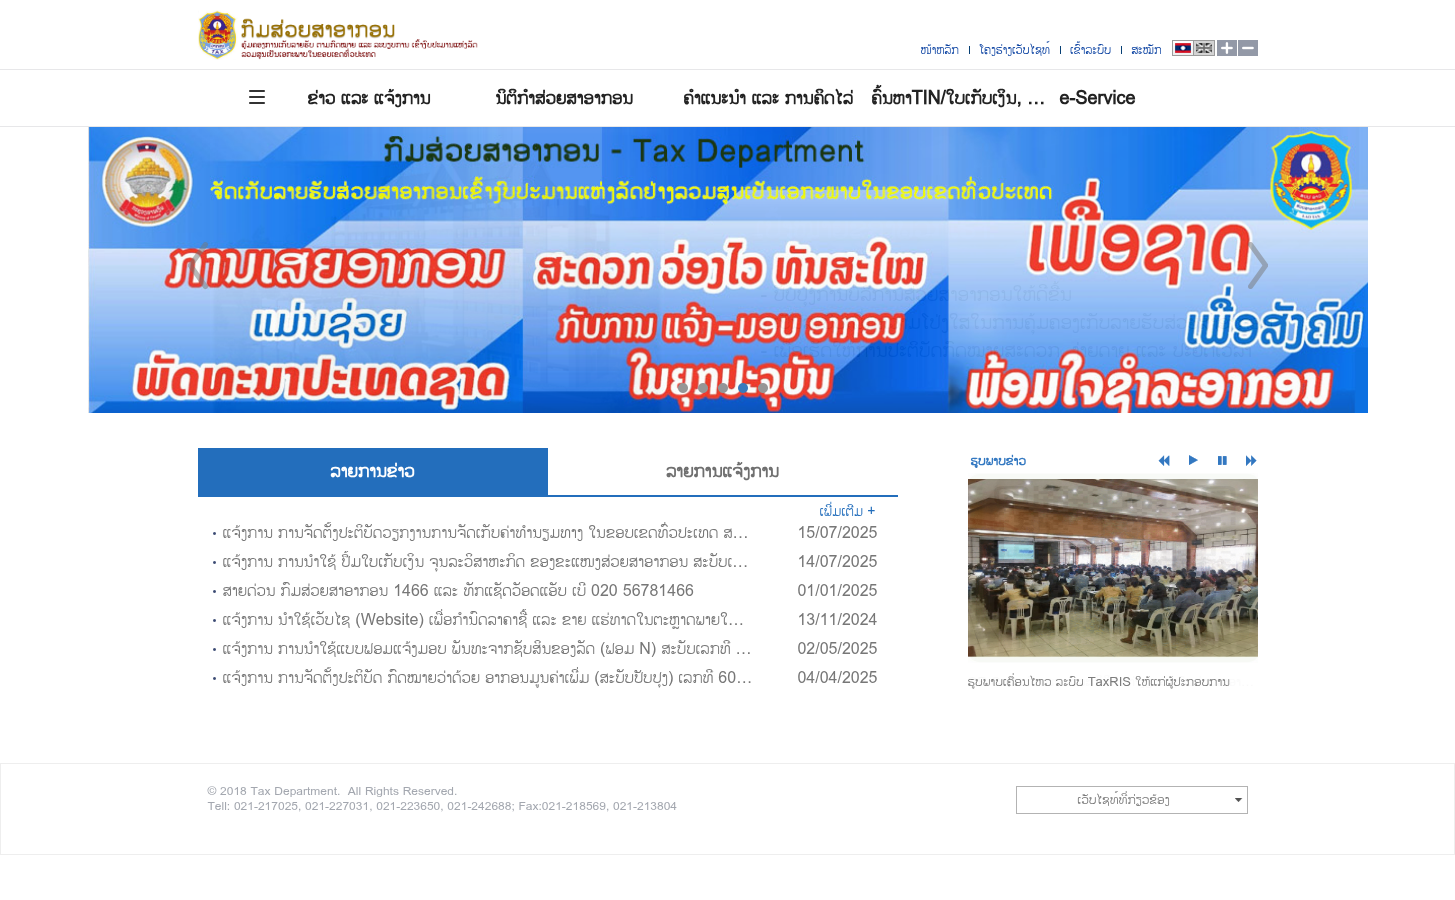 ກົມສ່ວຍສາອາກອນ
ຄຸ້ມຄອງການເກັບລາຍຮັບ ຕາມກົດໝາຍ ແລະ ລະບຽບການ ເຂົ້າງົບປະມານແຫ່ງລັດ
ລວມສູນເປັນເອກະພາບໃນຂອບເຂດທົ່ວປະເທດ
ໜ້າຫລັກ ໂຄງຮ່າງເວັບໄຊທ໌ ເຂົ້າລະບົບ ສະໝັກ
ຂ່າວ ແລະ ແຈ້ງການ ນິຕິກໍາສ່ວຍສາອາກອນ ຄໍາແນະນໍາ ແລະ ການຄິດໄລ່ ຄົ້ນຫາTIN/ໃບເກັບເງິນ, ... e-Service
ກົມສ່ວຍສາອາກອນ - Tax Department
ຈັດເກັບລາຍຮັບສ່ວຍສາອາກອນເຂົ້າງົບປະມານແຫ່ງລັດຢ່າງລວມສູນເປັນເອກະພາບໃນຂອບເຂດທົ່ວປະເທດ
ການເສຍອາກອນ
ແມ່ນຊ່ວຍ
ພັດທະນາປະເທດຊາດ
ສະດວກ ວ່ອງໄວ ທັນສະໄໝ
ກັບການ ແຈ້ງ-ມອບ ອາກອນ
ໃນຍຸກປະຈຸບັນ
ເພື່ອຊາດ
ເພື່ອສັງຄົມ
ພ້ອມໃຈຊໍາລະອາກອນ
ລາຍການຂ່າວ
ລາຍການແຈ້ງການ
ເພີ່ມເຕີມ +
ແຈ້ງການ ການຈັດຕັ້ງປະຕິບັດວຽກງານການຈັດເກັບຄ່າທໍານຽມທາງ ໃນຂອບເຂດທົ່ວປະເທດ ສ... 15/07/2025
ແຈ້ງການ ການນໍາໃຊ້ ປຶ້ມໃບເກັບເງິນ ຈຸນລະວິສາຫະກິດ ຂອງຂະແໜງສ່ວຍສາອາກອນ ສະບັບເ... 14/07/2025
ສາຍດ່ວນ ກົມສ່ວຍສາອາກອນ 1466 ແລະ ທັກແຊັດວັອດແອັບ ເບີ 020 56781466 01/01/2025
ແຈ້ງການ ນໍາໃຊ້ເວັບໄຊ (Website) ເພື່ອກໍານົດລາຄາຊື້ ແລະ ຂາຍ ແຮ່ທາດໃນຕະຫຼາດພາຍໃ... 13/11/2024
ແຈ້ງການ ການນໍາໃຊ້ແບບຟອມແຈ້ງມອບ ພັນທະຈາກຊັບສິນຂອງລັດ (ຟອມ N) ສະບັບເລກທີ ... 02/05/2025
ແຈ້ງການ ການຈັດຕັ້ງປະຕິບັດ ກົດໝາຍວ່າດ້ວຍ ອາກອນມູນຄ່າເພີ່ມ (ສະບັບປັບປຸງ) ເລກທີ 60... 04/04/2025
ຮູບພາບຂ່າວ
ຮູບພາບເຄື່ອນໄຫວ ລະບົບ TaxRIS ໃຫ້ແກ່ຜູ້ປະກອບການ
© 2018 Tax Department. All Rights Reserved.
Tell: 021-217025, 021-227031, 021-223650, 021-242688; Fax:021-218569, 021-213804
ເວັບໄຊທ໌ທີ່ກ່ຽວຂ້ອງ